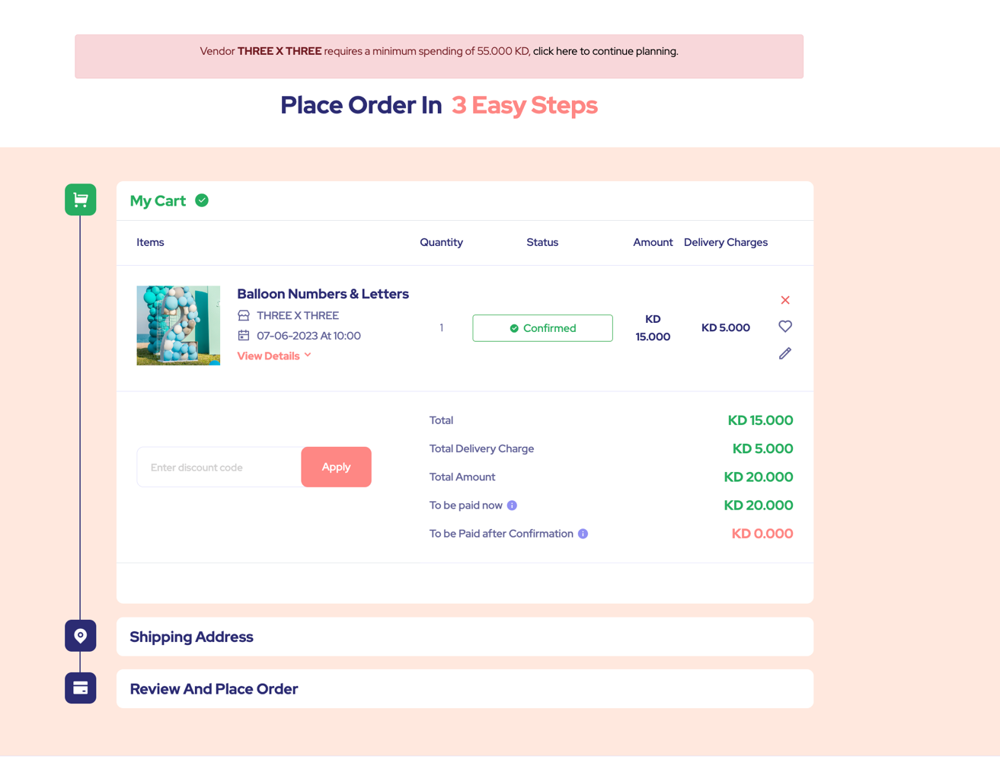 Vendor THREE X THREE requires a minimum spending of 55.000 KD, click here to continue planning.
Place Order In 3 Easy Steps
My Cart
Items Quantity Status Amount Delivery Charges
Balloon Numbers & Letters
THREE X THREE
07-06-2023 At 10:00
View Details
1
Confirmed
KD
15.000
KD 5.000
Enter discount code
Apply
Total KD 15.000
Total Delivery Charge KD 5.000
Total Amount KD 20.000
To be paid now KD 20.000
To be Paid after Confirmation KD 0.000
Shipping Address
Review And Place Order